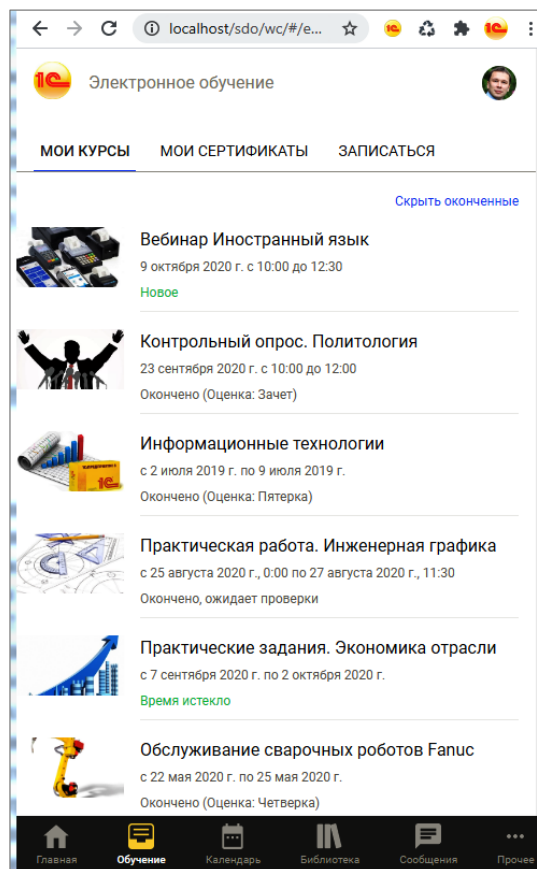 localhost/sdo/wc/#/e...
1С
Электронное обучение
МОИ КУРСЫ МОИ СЕРТИФИКАТЫ ЗАПИСАТЬСЯ
Скрыть оконченные
Вебинар Иностранный язык
9 октября 2020 г. с 10:00 до 12:30
Новое
Контрольный опрос. Политология
23 сентября 2020 г. с 10:00 до 12:00
Окончено (Оценка: Зачет)
Информационные технологии
с 2 июля 2019 г. по 9 июля 2019 г.
Окончено (Оценка: Пятерка)
Практическая работа. Инженерная графика
с 25 августа 2020 г., 0:00 по 27 августа 2020 г., 11:30
Окончено, ожидает проверки
Практические задания. Экономика отрасли
с 7 сентября 2020 г. по 2 октября 2020 г.
Время истекло
Обслуживание сварочных роботов Fanuc
с 22 мая 2020 г. по 25 мая 2020 г.
Окончено (Оценка: Четверка)
Главная Обучение Календарь Библиотека Сообщения Прочее